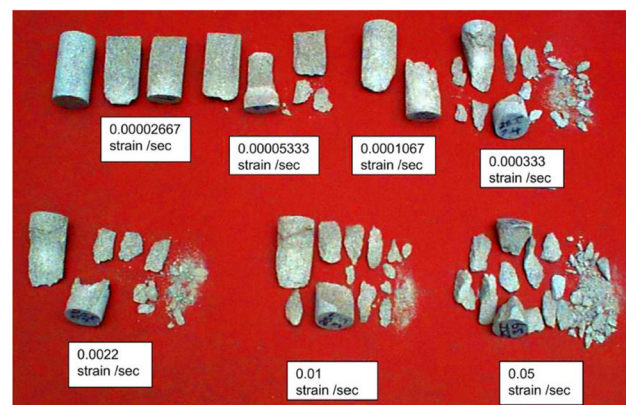 0.00002667
strain /sec
0.00005333
strain /sec
0.0001067
strain /sec
0.000333
strain /sec
0.0022
strain /sec
0.01
strain /sec
0.05
strain /sec